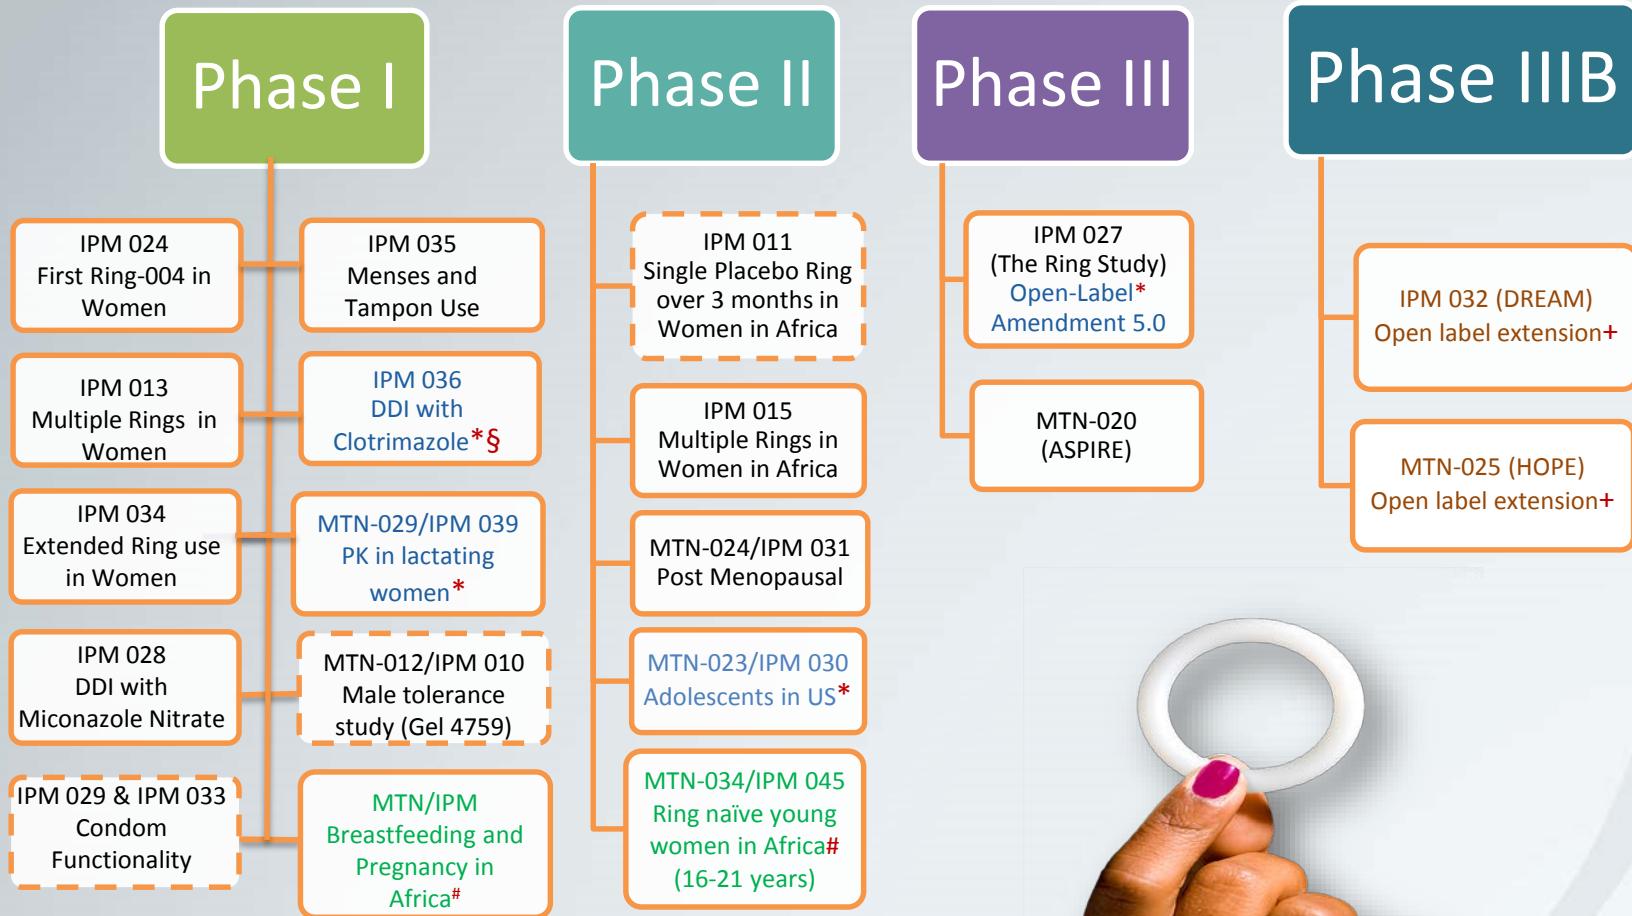 Phase I
IPM 024
First Ring-004 in
Women
IPM 035
Menses and
Tampon Use
IPM 013
Multiple Rings in
Women
IPM 036
DDI with
Clotrimazole*§
IPM 034
Extended Ring use
in Women
MTN-029/IPM 039
PK in lactating
women*
IPM 028
DDI with
Miconazole Nitrate
MTN-012/IPM 010
Male tolerance
study (Gel 4759)
IPM 029 & IPM 033
Condom
Functionality
MTN/IPM
Breastfeeding and
Pregnancy in
Africa#
Phase II
IPM 011
Single Placebo Ring
over 3 months in
Women in Africa
IPM 015
Multiple Rings in
Women in Africa
MTN-024/IPM 031
Post Menopausal
MTN-023/IPM 030
Adolescents in US*
MTN-034/IPM 045
Ring naïve young
women in Africa#
(16-21 years)
Phase III
IPM 027
(The Ring Study)
Open-Label*
Amendment 5.0
MTN-020
(ASPIRE)
Phase IIIB
IPM 032 (DREAM)
Open label extension+
MTN-025 (HOPE)
Open label extension+